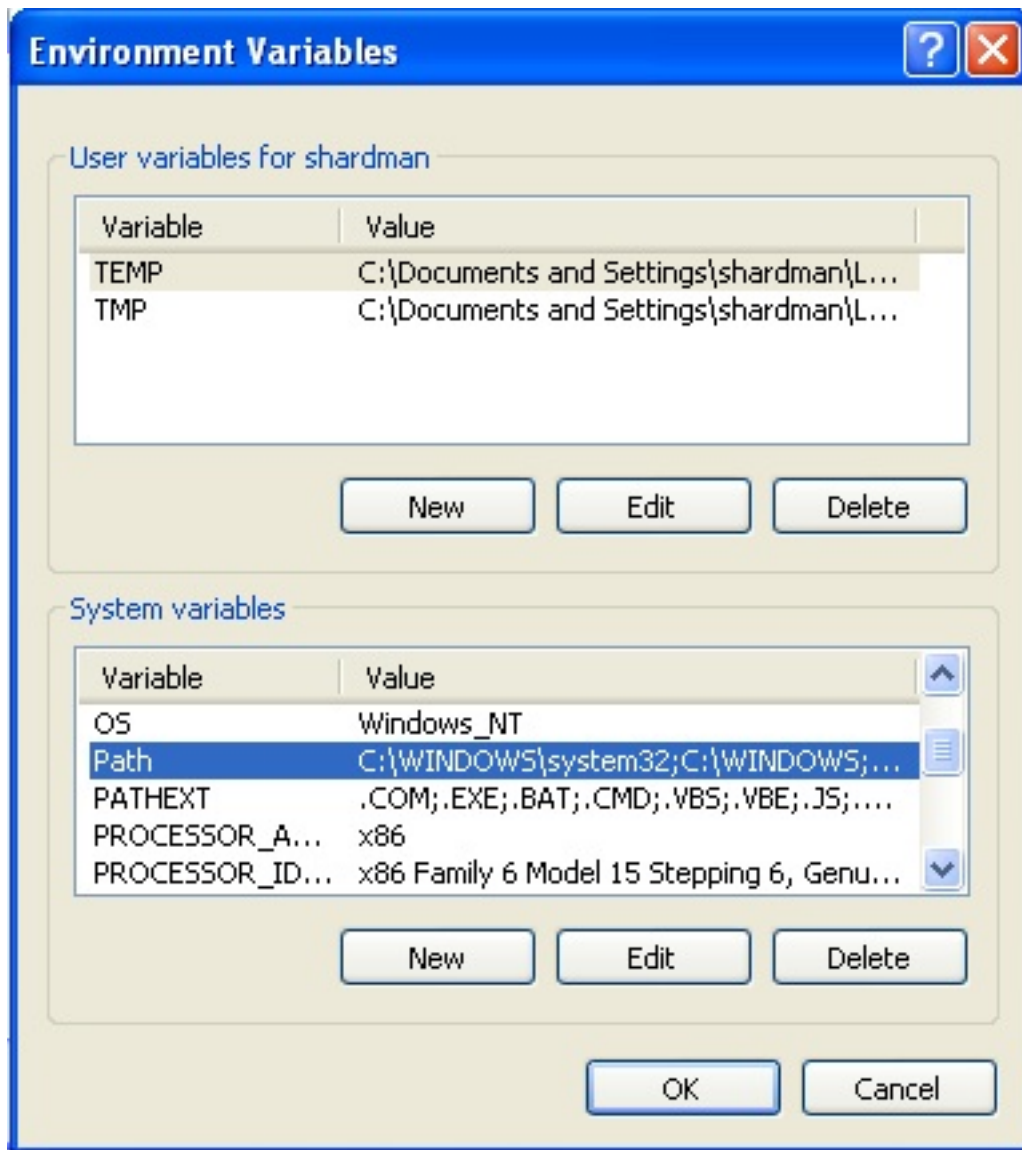 Environment Variables
User variables for shardman
Variable Value
TEMP C:\Documents and Settings\shardman\L...
TMP C:\Documents and Settings\shardman\L...
New Edit Delete
System variables
Variable Value
OS Windows_NT
Path C:\WINDOWS\system32;C:\WINDOWS;...
PATHEXT .COM;.EXE;.BAT;.CMD;.VBS;.VBE;.JS;....
PROCESSOR_A... x86
PROCESSOR_ID... x86 Family 6 Model 15 Stepping 6, Genu...
New Edit Delete
OK Cancel